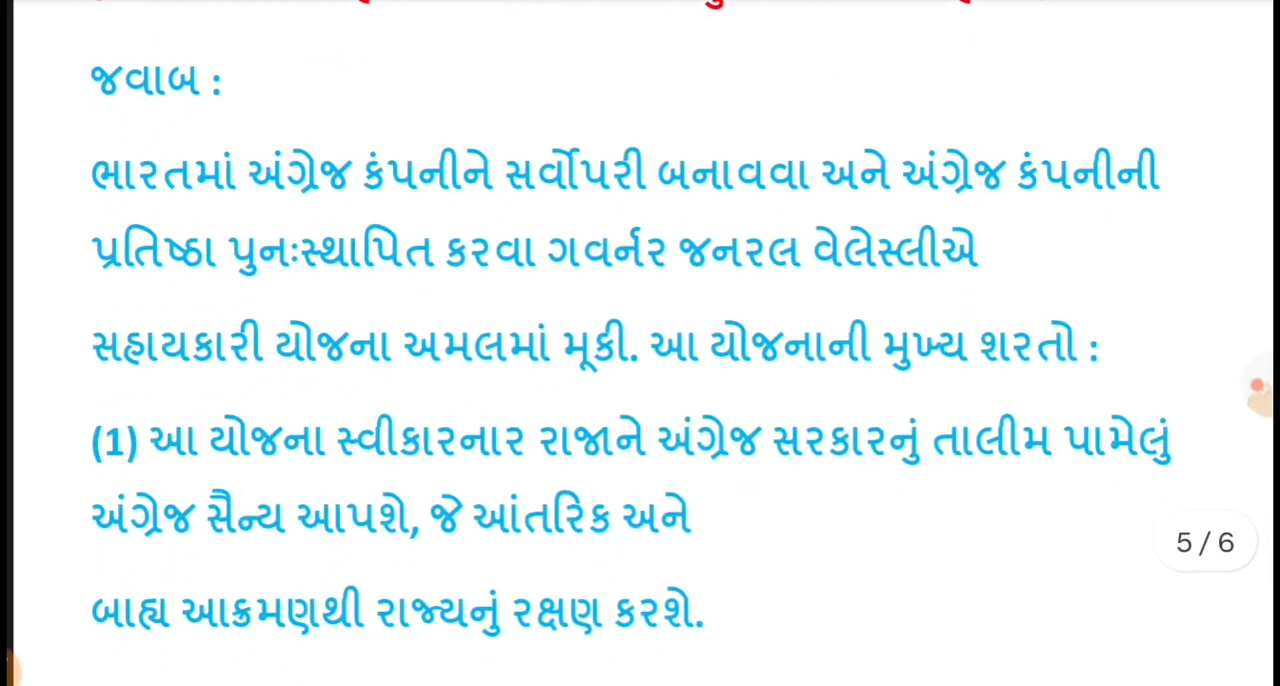 જવાબ :
ભારતમાં અંગ્રેજ કંપનીને સર્વોપરી બનાવવા અને અંગ્રેજ કંપનીની
પ્રતિષ્ઠા પુનઃસ્થાપિત કરવા ગવર્નર જનરલ વેલેસ્લીએ
સહાયકારી યોજના અમલમાં મૂકી. આ યોજનાની મુખ્ય શરતો :
(1) આ યોજના સ્વીકારનાર રાજાને અંગ્રેજ સરકારનું તાલીમ પામેલું
અંગ્રેજ સૈન્ય આપશે, જે આંતરિક અને
5 / 6
બાહ્ય આક્રમણથી રાજ્યનું રક્ષણ કરશે.